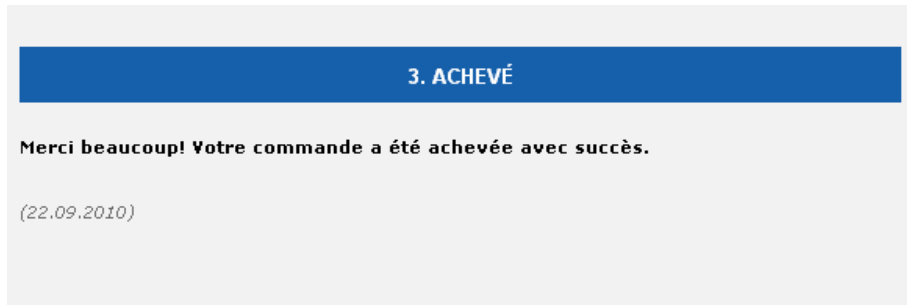 3. ACHEVÉ
Merci beaucoup! Votre commande a été achevée avec succès.
(22.09.2010)